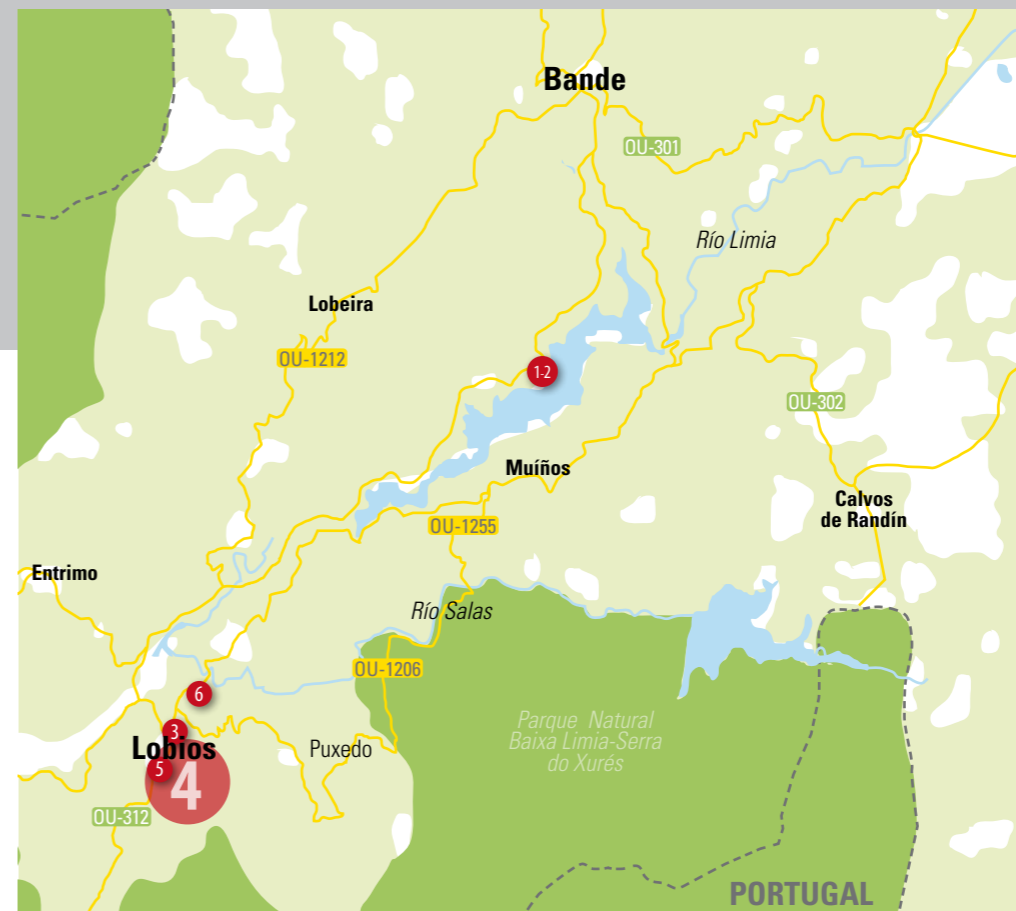 Bande
OU-301
Río Limia
Lobeira
OU-1212
1-2
OU-302
Muíños
Calvos
de Randín
OU-1255
Entrimo
Río Salas
OU-1206
6
Parque Natural
Baixa Limia-Serra
do Xurés
3
Lobios
Puxedo
5
4
OU-312
PORTUGAL